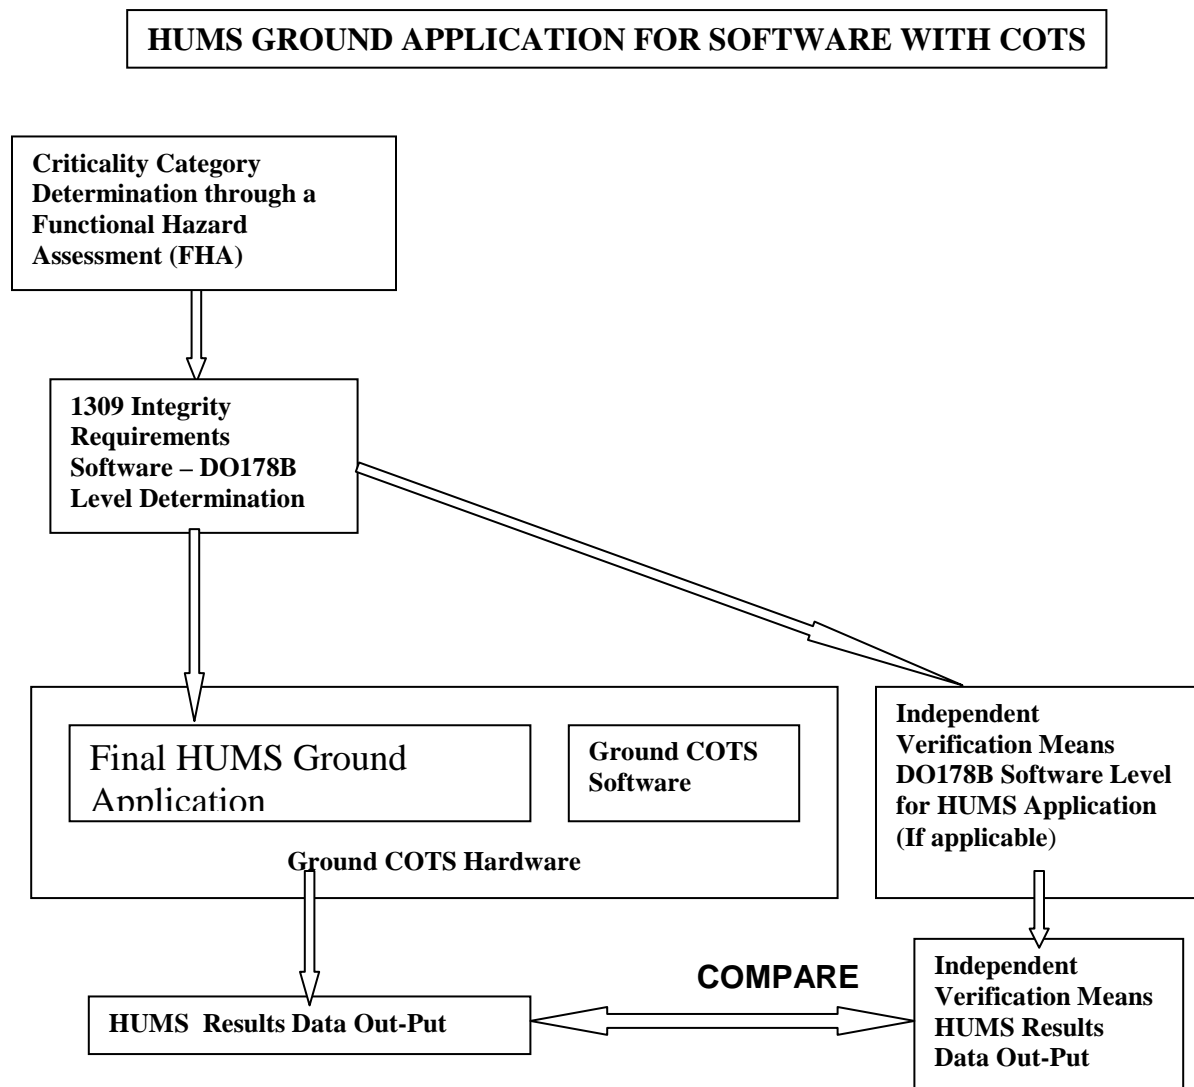 HUMS GROUND APPLICATION FOR SOFTWARE WITH COTS
Criticality Category
Determination through a
Functional Hazard
Assessment (FHA)
1309 Integrity
Requirements
Software – DO178B
Level Determination
Final HUMS Ground
Application
Ground COTS
Software
Ground COTS Hardware
Independent
Verification Means
DO178B Software Level
for HUMS Application
(If applicable)
COMPARE
HUMS Results Data Out-Put
Independent
Verification Means
HUMS Results
Data Out-Put